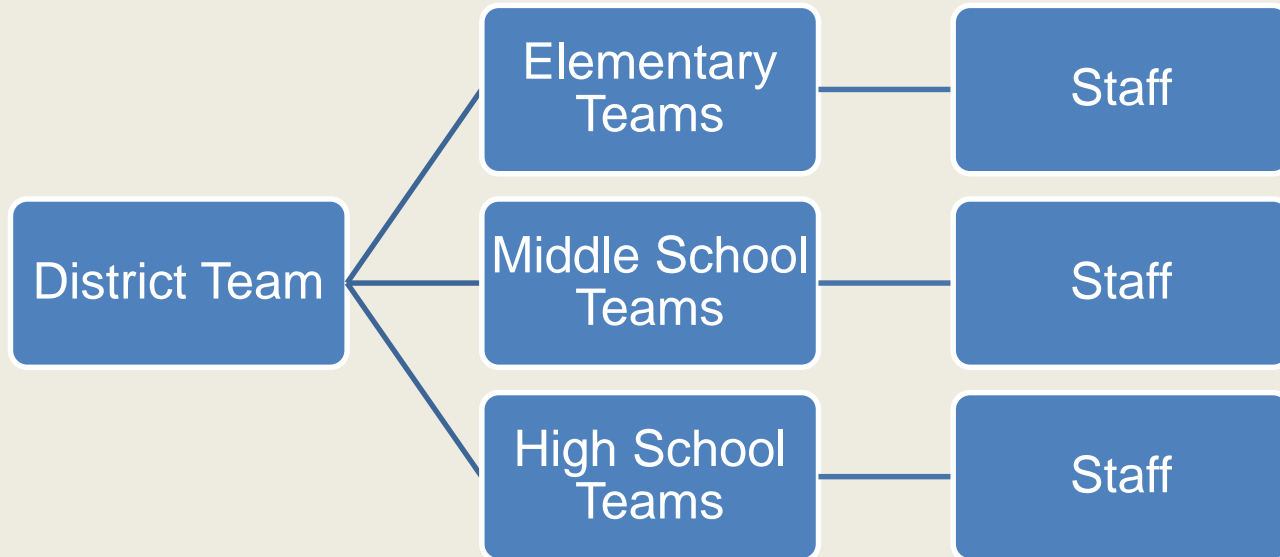 District Team
Elementary
Teams
Staff
Middle School
Teams
Staff
High School
Teams
Staff